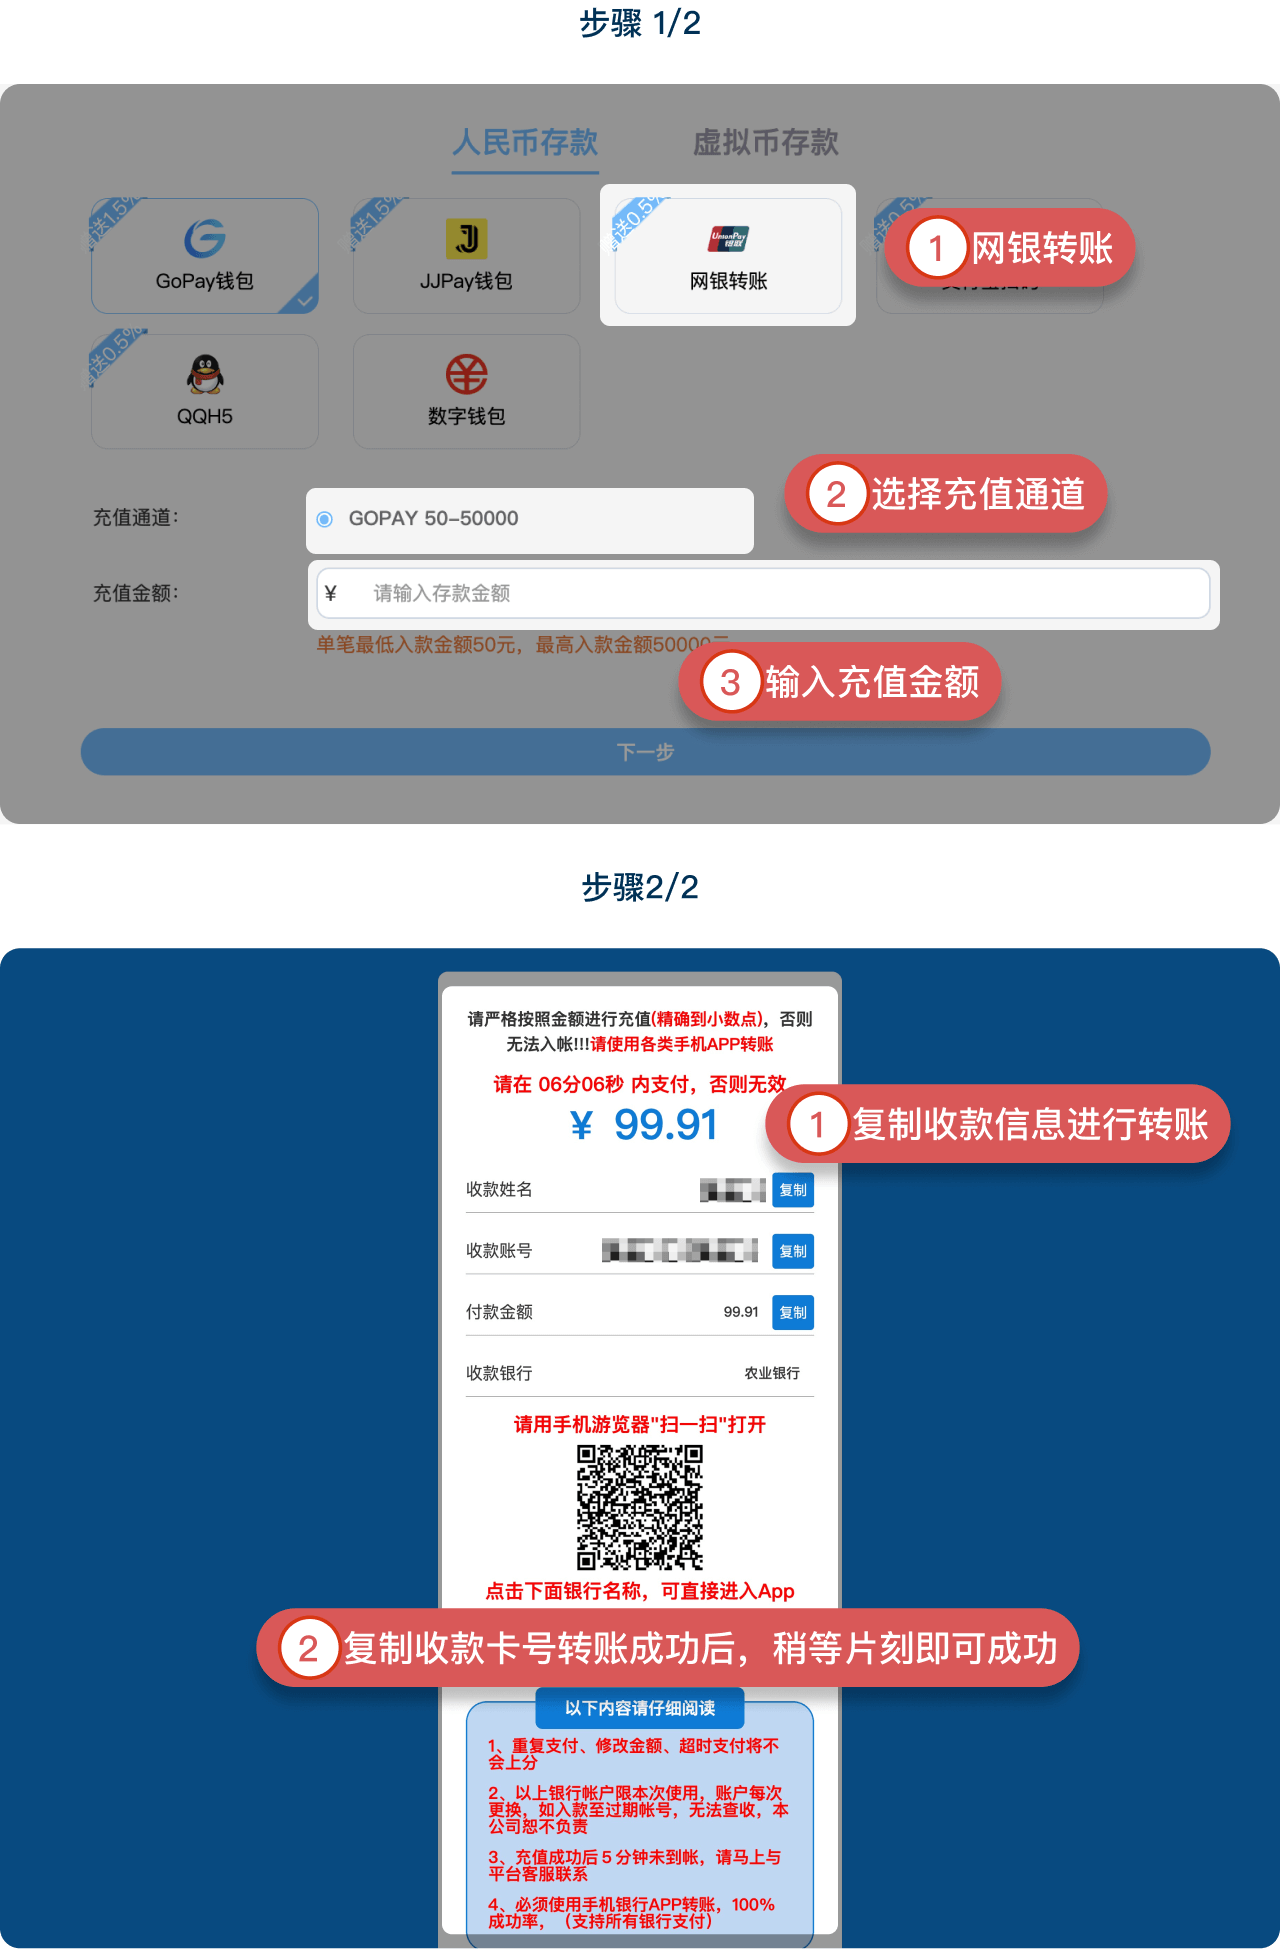 步骤 1/2
人民币存款
虚拟币存款
送1.5%
GoPay钱包
送1.5%
JJPay钱包
送0.5%
UnionPay
银联
网银转账
1 网银转账
送0.5%
QQH5
数字钱包
充值通道：
GOPAY 50-50000
2 选择充值通道
充值金额：
¥ 请输入存款金额
单笔最低入款金额50元，最高入款金额50000元
3 输入充值金额
下一步
步骤2/2
请严格按照金额进行充值(精确到小数点)，否则
无法入帐!!!请使用各类手机APP转账
请在 06分06秒 内支付，否则无效
¥ 99.91
1 复制收款信息进行转账
收款姓名 复制
收款账号 复制
付款金额 99.91 复制
收款银行 农业银行
请用手机游览器"扫一扫"打开
点击下面银行名称，可直接进入App
2 复制收款卡号转账成功后，稍等片刻即可成功
以下内容请仔细阅读
1、重复支付、修改金额、超时支付将不
会上分
2、以上银行帐户限本次使用，账户每次
更换，如入款至过期帐号，无法查收，本
公司恕不负责
3、充值成功后５分钟未到帐，请马上与
平台客服联系
4、必须使用手机银行APP转账，100%
成功率，（支持所有银行支付）